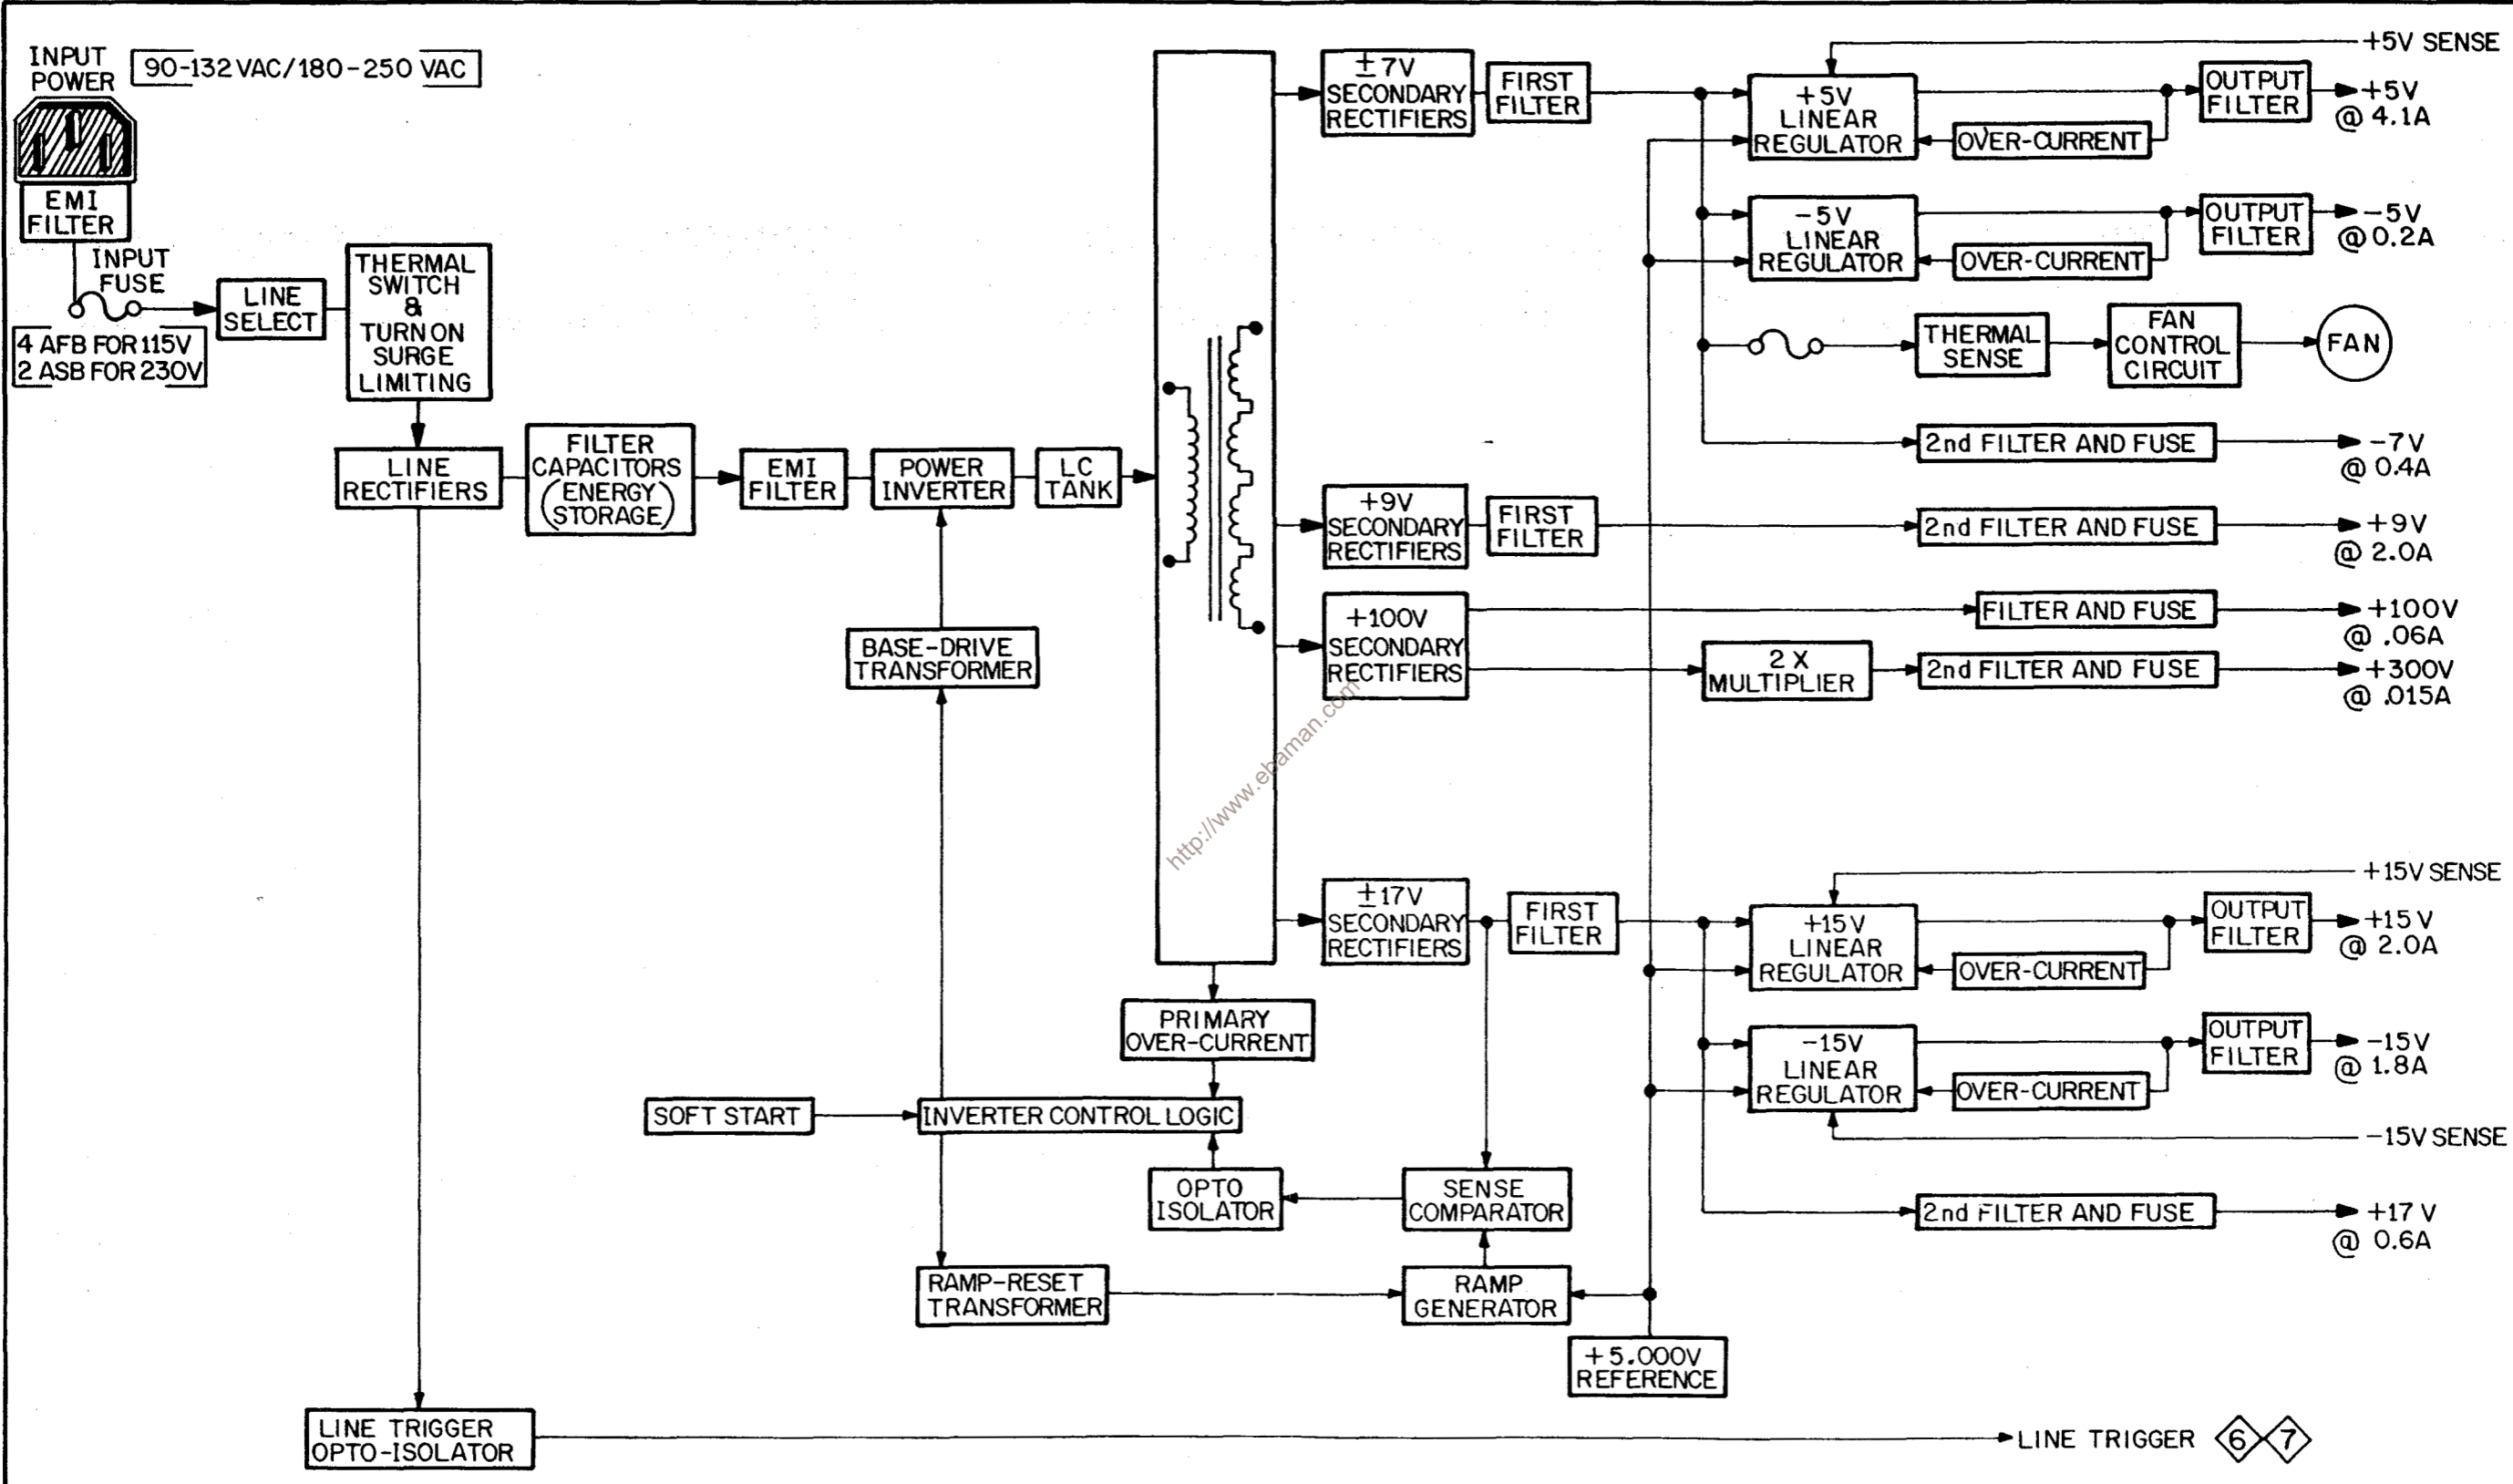 INPUT
POWER
90-132 VAC/180-250 VAC
EMI
FILTER
INPUT
FUSE
4 AFB FOR 115V
2 ASB FOR 230V
LINE
SELECT
THERMAL
SWITCH
&
TURN ON
SURGE
LIMITING
LINE
RECTIFIERS
FILTER
CAPACITORS
(ENERGY
STORAGE)
EMI
FILTER
POWER
INVERTER
LC
TANK
BASE-DRIVE
TRANSFORMER
±7V
SECONDARY
RECTIFIERS
FIRST
FILTER
+5V SENSE
+5V
LINEAR
REGULATOR
OVER-CURRENT
OUTPUT
FILTER
+5V
@ 4.1A
-5V
LINEAR
REGULATOR
OVER-CURRENT
OUTPUT
FILTER
-5V
@ 0.2A
THERMAL
SENSE
FAN
CONTROL
CIRCUIT
FAN
2nd FILTER AND FUSE
-7V
@ 0.4A
+9V
SECONDARY
RECTIFIERS
FIRST
FILTER
2nd FILTER AND FUSE
+9V
@ 2.0A
+100V
SECONDARY
RECTIFIERS
FILTER AND FUSE
+100V
@ .06A
2 X
MULTIPLIER
2nd FILTER AND FUSE
+300V
@ .015A
http://www.ebaman.com
±17V
SECONDARY
RECTIFIERS
FIRST
FILTER
+15V SENSE
+15V
LINEAR
REGULATOR
OVER-CURRENT
OUTPUT
FILTER
+15V
@ 2.0A
-15V
LINEAR
REGULATOR
OVER-CURRENT
OUTPUT
FILTER
-15V
@ 1.8A
-15V SENSE
2nd FILTER AND FUSE
+17V
@ 0.6A
PRIMARY
OVER-CURRENT
SOFT START
INVERTER CONTROL LOGIC
OPTO
ISOLATOR
SENSE
COMPARATOR
RAMP-RESET
TRANSFORMER
RAMP
GENERATOR
+5.000V
REFERENCE
LINE TRIGGER
OPTO-ISOLATOR
LINE TRIGGER 6 7